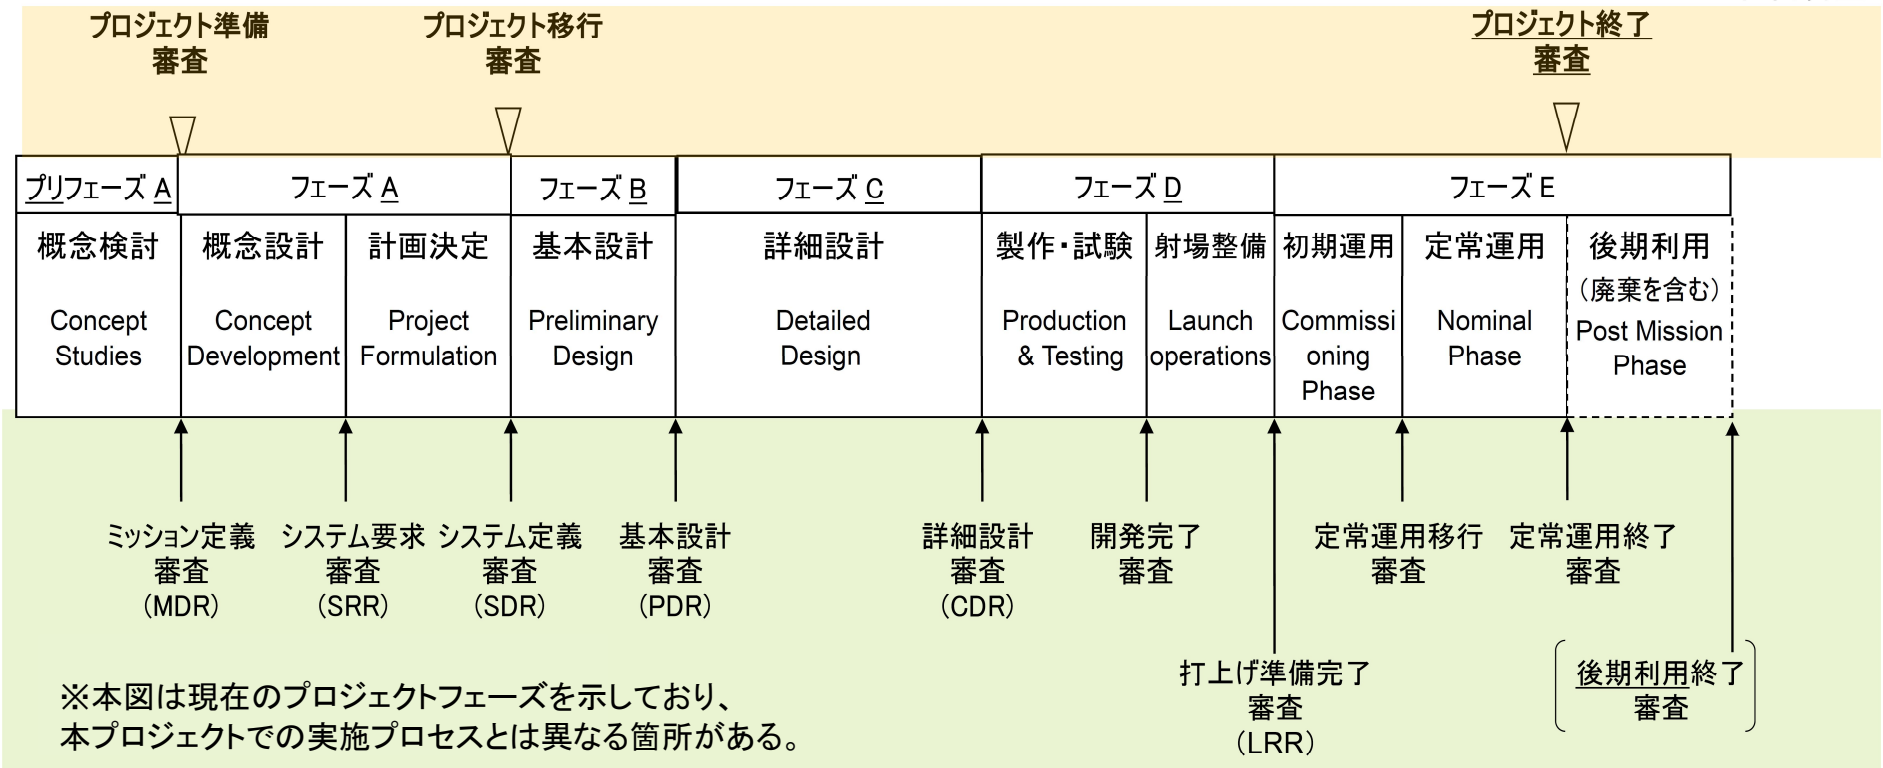 プロジェクト準備
審査
プロジェクト移行
審査
プロジェクト終了
審査
プリフェーズ A
フェーズ A
フェーズ B
フェーズ C
フェーズ D
フェーズ E
概念検討
Concept
Studies
概念設計
Concept
Development
計画決定
Project
Formulation
基本設計
Preliminary
Design
詳細設計
Detailed
Design
製作・試験
Production
& Testing
射場整備
Launch
operations
初期運用
Commissi
oning
Phase
定常運用
Nominal
Phase
後期利用
（廃棄を含む）
Post Mission
Phase
ミッション定義
審査
（MDR）
システム要求
審査
（SRR）
システム定義
審査
（SDR）
基本設計
審査
（PDR）
詳細設計
審査
（CDR）
開発完了
審査
打上げ準備完了
審査
（LRR）
定常運用移行
審査
定常運用終了
審査
後期利用終了
審査
※本図は現在のプロジェクトフェーズを示しており、
本プロジェクトでの実施プロセスとは異なる箇所がある。